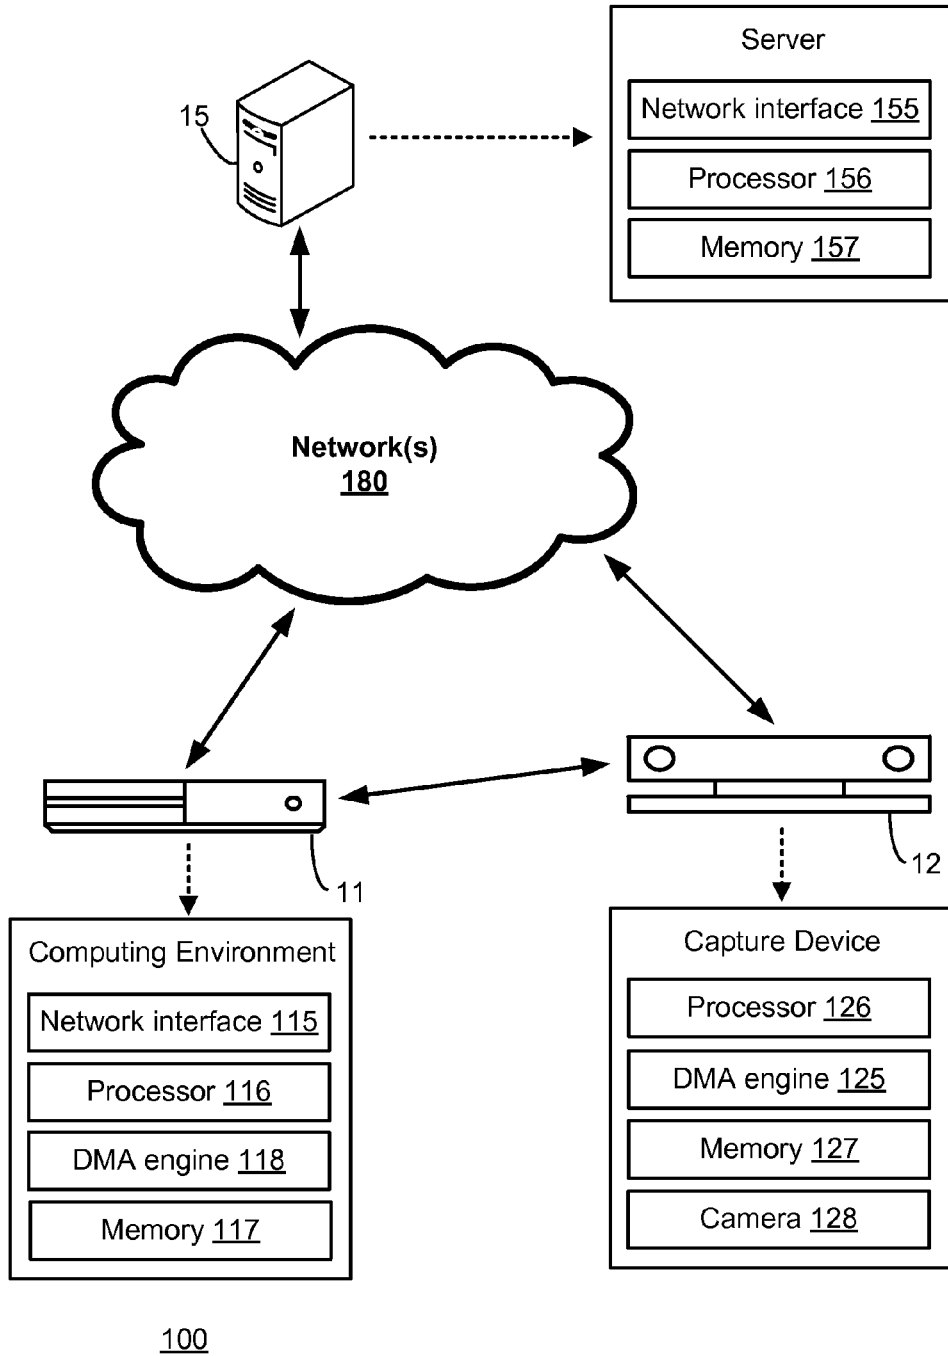 Server
Network interface 155
Processor 156
Memory 157
15
Network(s)
180
11
12
Computing Environment
Network interface 115
Processor 116
DMA engine 118
Memory 117
Capture Device
Processor 126
DMA engine 125
Memory 127
Camera 128
100